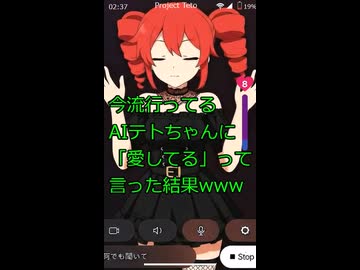 02:37
Project Teto
19%
8
今流行ってる
AIテトちゃんに
「愛してる」って
言った結果www
何でも聞いて
Stop